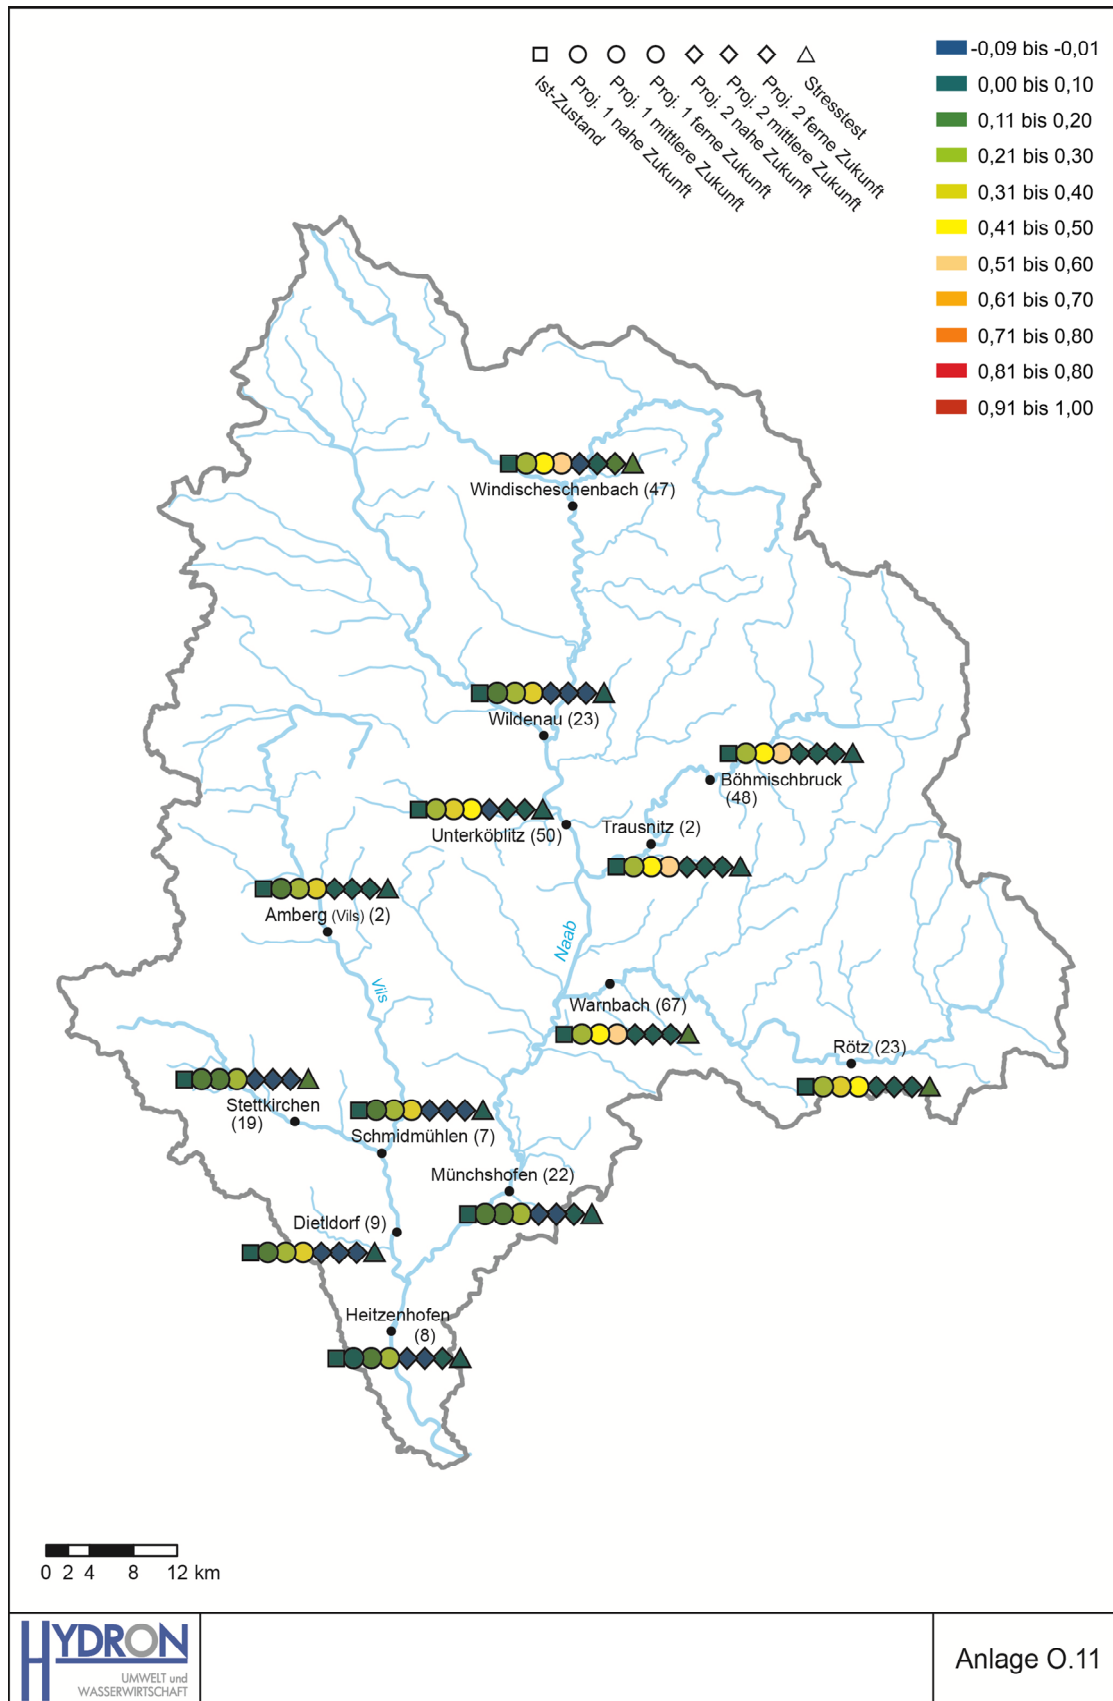 Ist-Zustand
Proj. 1 nahe Zukunft
Proj. 1 mittlere Zukunft
Proj. 1 ferne Zukunft
Proj. 2 nahe Zukunft
Proj. 2 mittlere Zukunft
Proj. 2 ferne Zukunft
Stresstest
-0,09 bis -0,01
0,00 bis 0,10
0,11 bis 0,20
0,21 bis 0,30
0,31 bis 0,40
0,41 bis 0,50
0,51 bis 0,60
0,61 bis 0,70
0,71 bis 0,80
0,81 bis 0,80
0,91 bis 1,00
Windischeschenbach (47)
Wildenau (23)
Böhmischbruck
(48)
Unterköblitz (50)
Trausnitz (2)
Amberg (Vils) (2)
Naab
Vils
Warnbach (67)
Rötz (23)
Stettkirchen
(19)
Schmidmühlen (7)
Münchshofen (22)
Dietldorf (9)
Heitzenhofen
(8)
0 2 4 8 12 km
HYDRON
UMWELT und
WASSERWIRTSCHAFT
Anlage O.11